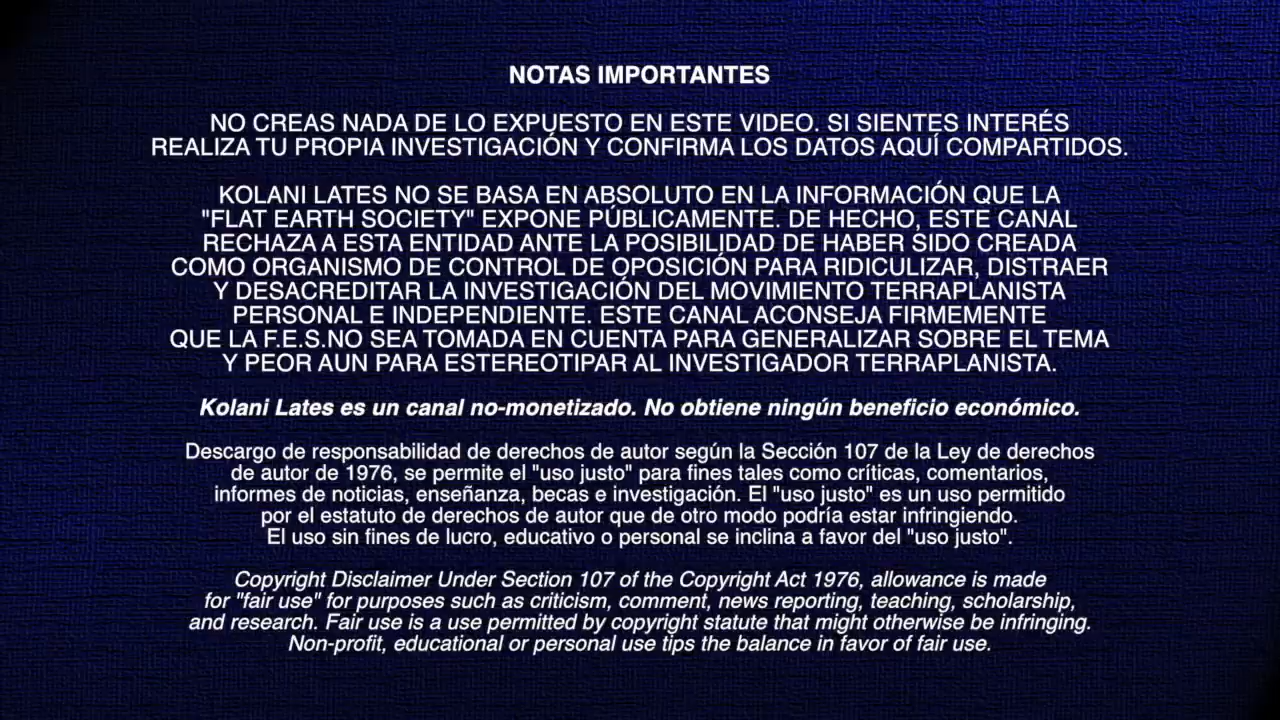 NOTAS IMPORTANTES
NO CREAS NADA DE LO EXPUESTO EN ESTE VIDEO. SI SIENTES INTERÉS
REALIZA TU PROPIA INVESTIGACIÓN Y CONFIRMA LOS DATOS AQUÍ COMPARTIDOS.
KOLANI LATES NO SE BASA EN ABSOLUTO EN LA INFORMACIÓN QUE LA
"FLAT EARTH SOCIETY" EXPONE PÚBLICAMENTE. DE HECHO, ESTE CANAL
RECHAZA A ESTA ENTIDAD ANTE LA POSIBILIDAD DE HABER SIDO CREADA
COMO ORGANISMO DE CONTROL DE OPOSICIÓN PARA RIDICULIZAR, DISTRAER
Y DESACREDITAR LA INVESTIGACIÓN DEL MOVIMIENTO TERRAPLANISTA
PERSONAL E INDEPENDIENTE. ESTE CANAL ACONSEJA FIRMEMENTE
QUE LA F.E.S.NO SEA TOMADA EN CUENTA PARA GENERALIZAR SOBRE EL TEMA
Y PEOR AUN PARA ESTEREOTIPAR AL INVESTIGADOR TERRAPLANISTA.
Kolani Lates es un canal no-monetizado. No obtiene ningún beneficio económico.
Descargo de responsabilidad de derechos de autor según la Sección 107 de la Ley de derechos
de autor de 1976, se permite el "uso justo" para fines tales como críticas, comentarios,
informes de noticias, enseñanza, becas e investigación. El "uso justo" es un uso permitido
por el estatuto de derechos de autor que de otro modo podría estar infringiendo.
El uso sin fines de lucro, educativo o personal se inclina a favor del "uso justo".
Copyright Disclaimer Under Section 107 of the Copyright Act 1976, allowance is made
for "fair use" for purposes such as criticism, comment, news reporting, teaching, scholarship,
and research. Fair use is a use permitted by copyright statute that might otherwise be infringing.
Non-profit, educational or personal use tips the balance in favor of fair use.